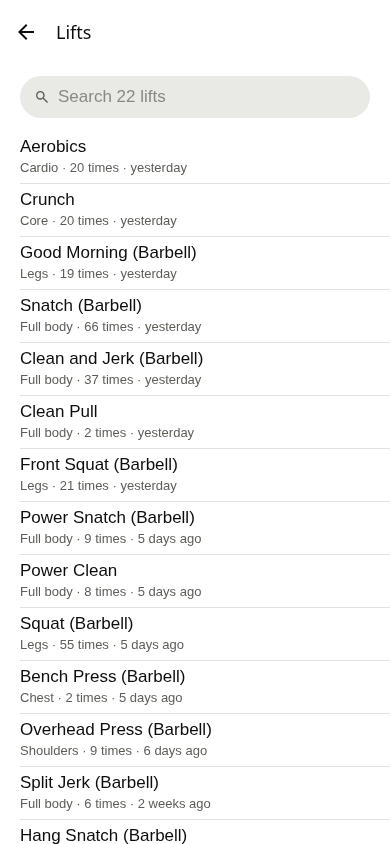 Lifts
Search 22 lifts
Aerobics
Cardio · 20 times · yesterday
Crunch
Core · 20 times · yesterday
Good Morning (Barbell)
Legs · 19 times · yesterday
Snatch (Barbell)
Full body · 66 times · yesterday
Clean and Jerk (Barbell)
Full body · 37 times · yesterday
Clean Pull
Full body · 2 times · yesterday
Front Squat (Barbell)
Legs · 21 times · yesterday
Power Snatch (Barbell)
Full body · 9 times · 5 days ago
Power Clean
Full body · 8 times · 5 days ago
Squat (Barbell)
Legs · 55 times · 5 days ago
Bench Press (Barbell)
Chest · 2 times · 5 days ago
Overhead Press (Barbell)
Shoulders · 9 times · 6 days ago
Split Jerk (Barbell)
Full body · 6 times · 2 weeks ago
Hang Snatch (Barbell)